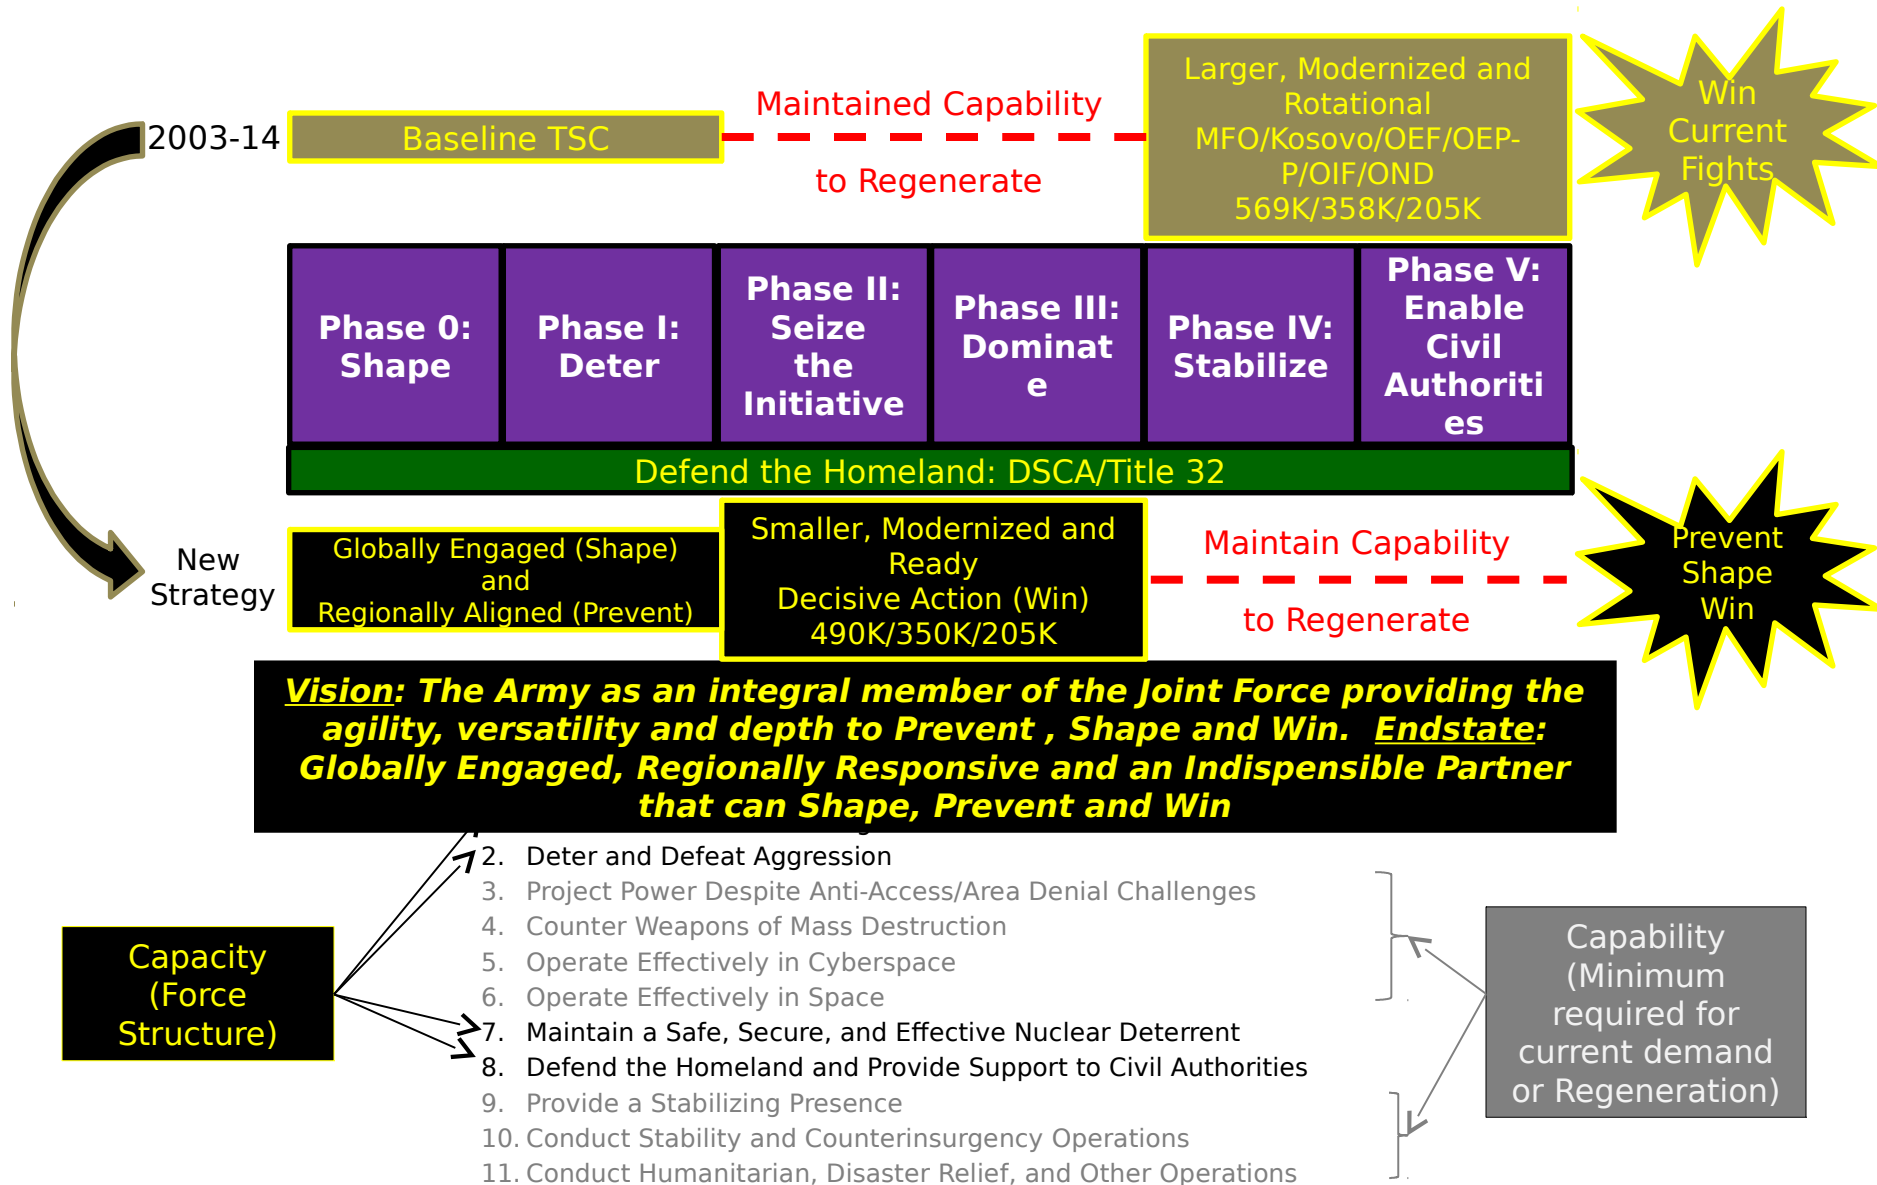 2003-14
Baseline TSC
Maintained Capability
to Regenerate
Larger, Modernized and
Rotational
MFO/Kosovo/OEF/OEP-
P/OIF/OND
569K/358K/205K
Win
Current
Fights
Phase 0:
Shape
Phase I:
Deter
Phase II:
Seize
the
Initiative
Phase III:
Dominat
e
Phase IV:
Stabilize
Phase V:
Enable
Civil
Authoriti
es
Defend the Homeland: DSCA/Title 32
New
Strategy
Globally Engaged (Shape)
and
Regionally Aligned (Prevent)
Smaller, Modernized and
Ready
Decisive Action (Win)
490K/350K/205K
Maintain Capability
to Regenerate
Prevent
Shape
Win
Vision: The Army as an integral member of the Joint Force providing the
agility, versatility and depth to Prevent , Shape and Win.  Endstate:
Globally Engaged, Regionally Responsive and an Indispensible Partner
that can Shape, Prevent and Win
2. Deter and Defeat Aggression
3. Project Power Despite Anti-Access/Area Denial Challenges
4. Counter Weapons of Mass Destruction
5. Operate Effectively in Cyberspace
6. Operate Effectively in Space
7. Maintain a Safe, Secure, and Effective Nuclear Deterrent
8. Defend the Homeland and Provide Support to Civil Authorities
9. Provide a Stabilizing Presence
10. Conduct Stability and Counterinsurgency Operations
11. Conduct Humanitarian, Disaster Relief, and Other Operations
Capacity
(Force
Structure)
Capability
(Minimum
required for
current demand
or Regeneration)